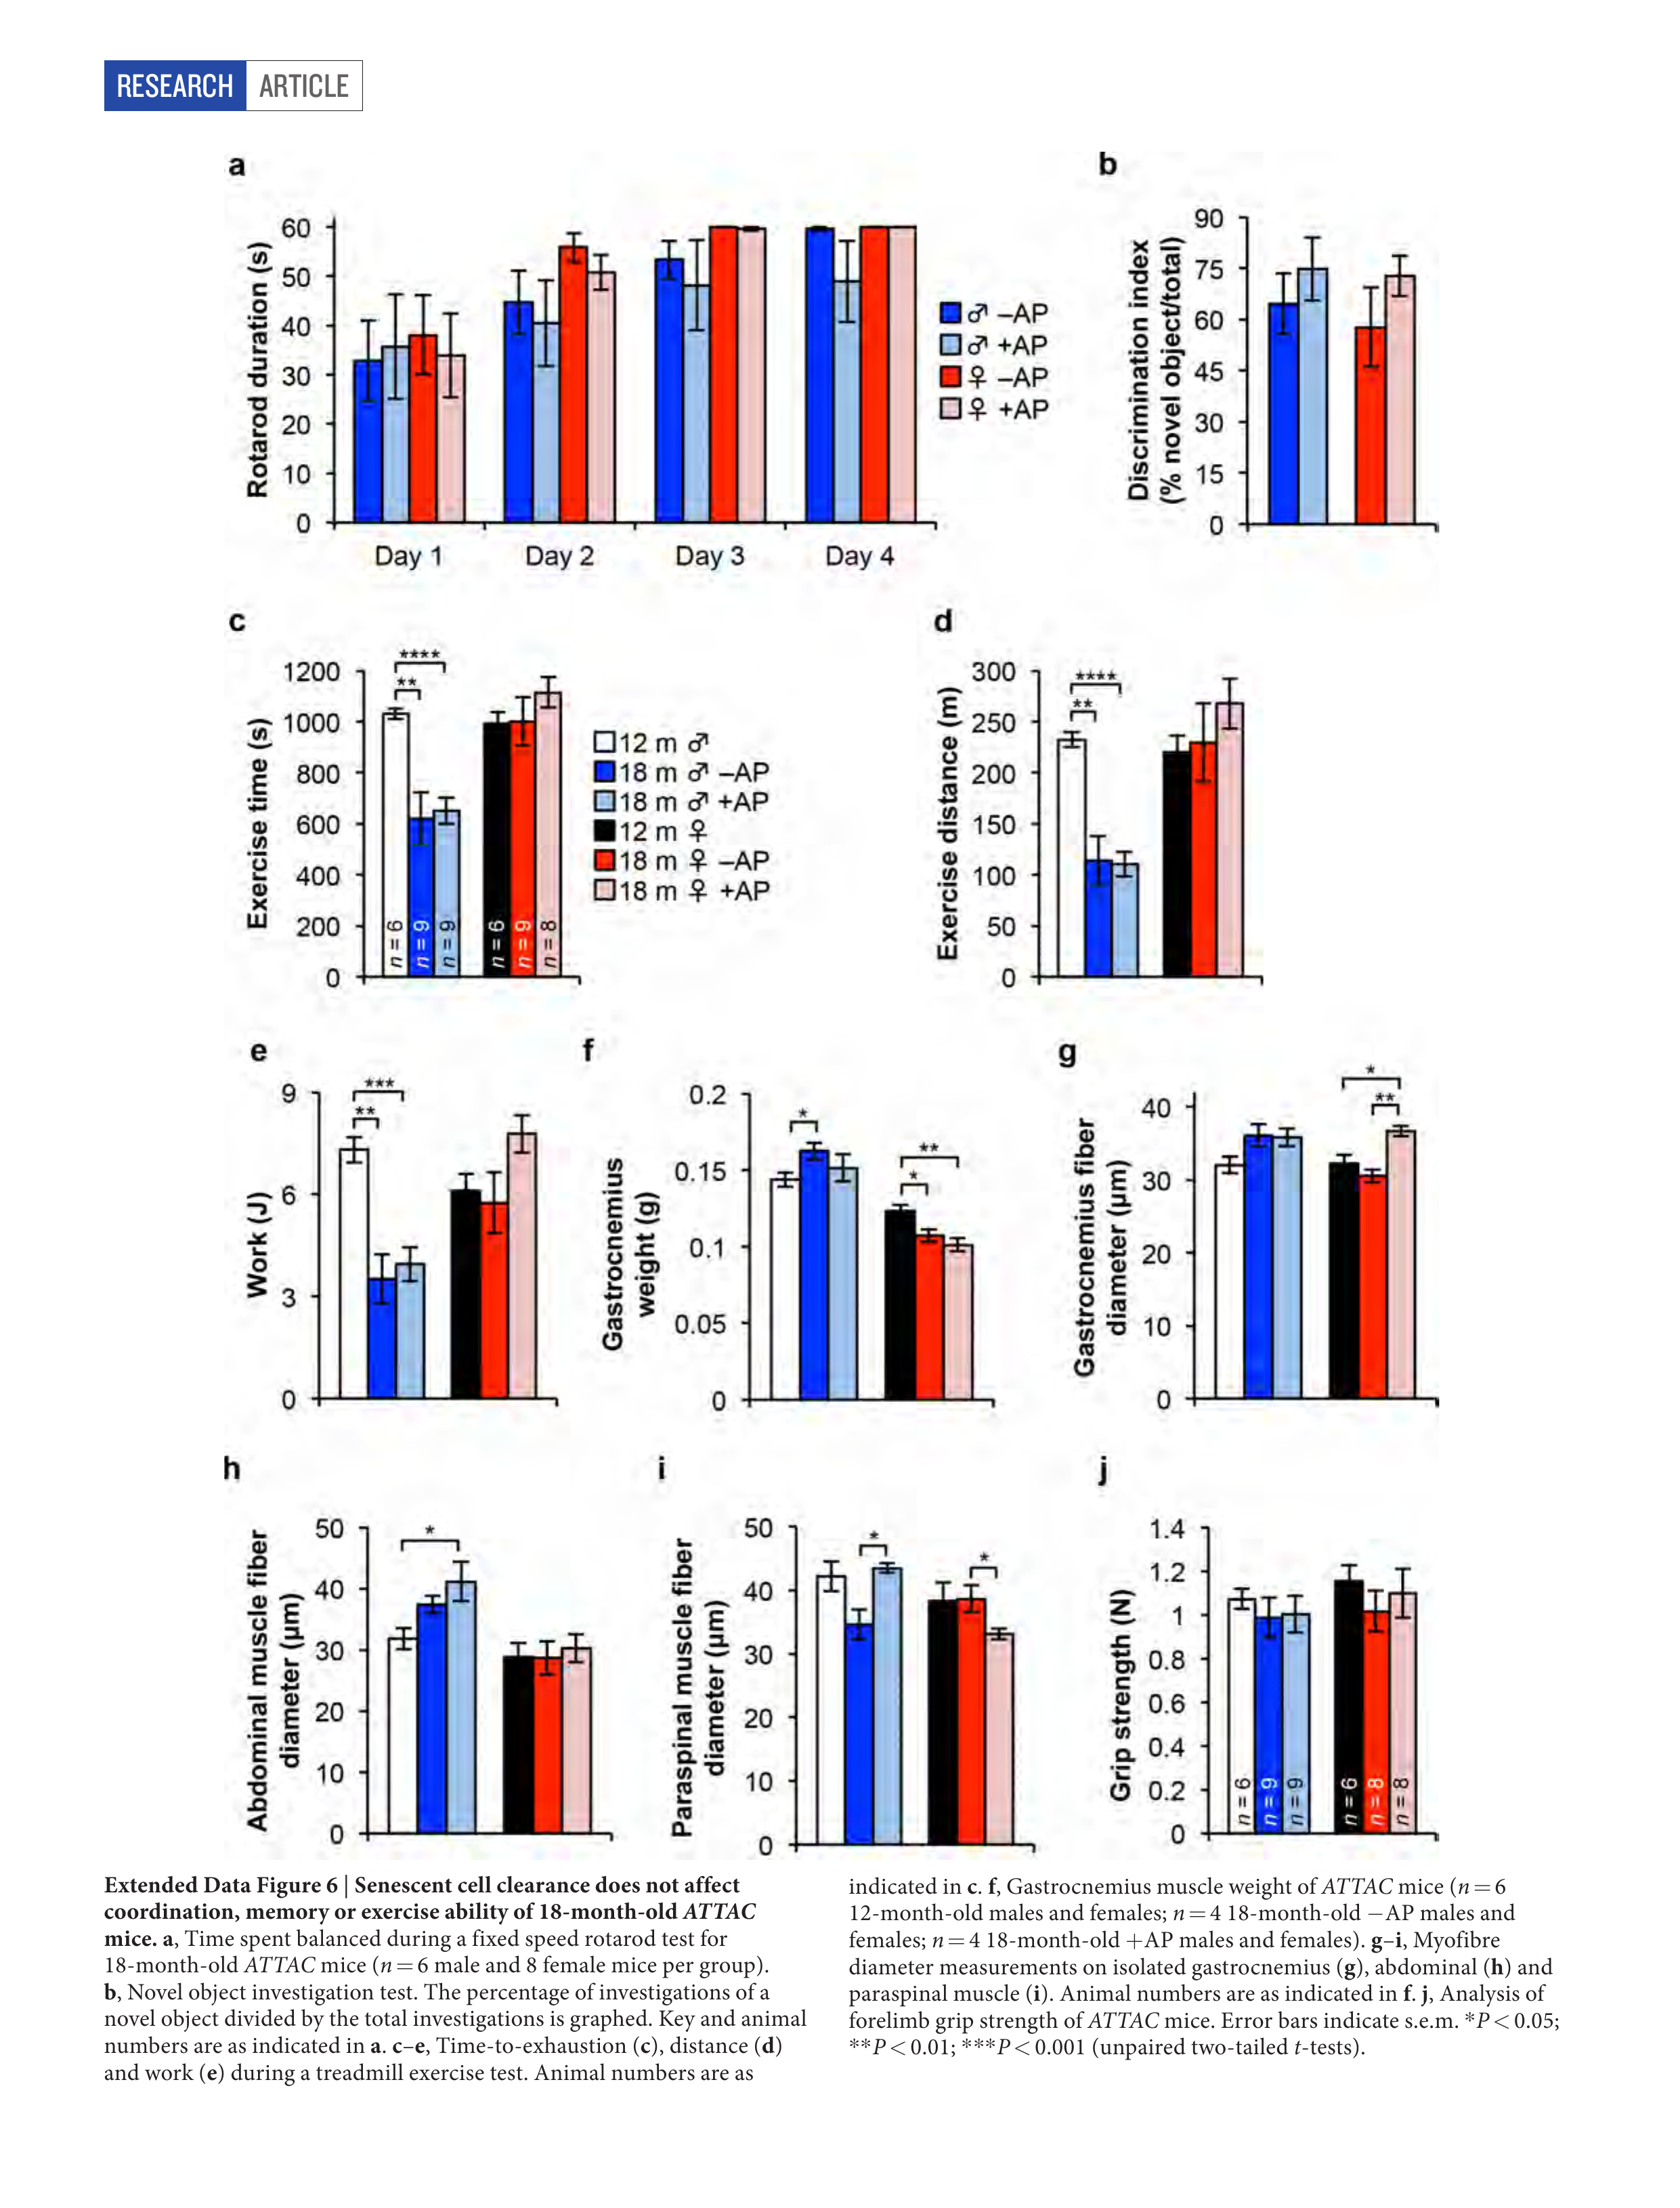 RESEARCH ARTICLE
a
Rotarod duration (s)
60
50
40
30
20
10
0
Day 1
Day 2
Day 3
Day 4
♂ –AP
♂ +AP
♀ –AP
♀ +AP
b
Discrimination index
(% novel object/total)
90
75
60
45
30
15
0
c
Exercise time (s)
1200
1000
800
600
400
200
0
****
**
n = 6
n = 9
n = 9
n = 6
n = 9
n = 8
12 m ♂
18 m ♂ –AP
18 m ♂ +AP
12 m ♀
18 m ♀ –AP
18 m ♀ +AP
d
Exercise distance (m)
300
250
200
150
100
50
0
****
**
e
Work (J)
9
6
3
0
***
**
f
Gastrocnemius
weight (g)
0.2
0.15
0.1
0.05
0
*
**
*
g
Gastrocnemius fiber
diameter (µm)
40
30
20
10
0
*
**
h
Abdominal muscle fiber
diameter (µm)
50
40
30
20
10
0
*
i
Paraspinal muscle fiber
diameter (µm)
50
40
30
20
10
0
*
*
j
Grip strength (N)
1.4
1.2
1
0.8
0.6
0.4
0.2
0
n = 6
n = 9
n = 9
n = 6
n = 8
n = 8
Extended Data Figure 6 | Senescent cell clearance does not affect
coordination, memory or exercise ability of 18-month-old ATTAC
mice. a, Time spent balanced during a fixed speed rotarod test for
18-month-old ATTAC mice (n = 6 male and 8 female mice per group).
b, Novel object investigation test. The percentage of investigations of a
novel object divided by the total investigations is graphed. Key and animal
numbers are as indicated in a. c–e, Time-to-exhaustion (c), distance (d)
and work (e) during a treadmill exercise test. Animal numbers are as
indicated in c. f, Gastrocnemius muscle weight of ATTAC mice (n = 6
12-month-old males and females; n = 4 18-month-old −AP males and
females; n = 4 18-month-old +AP males and females). g–i, Myofibre
diameter measurements on isolated gastrocnemius (g), abdominal (h) and
paraspinal muscle (i). Animal numbers are as indicated in f. j, Analysis of
forelimb grip strength of ATTAC mice. Error bars indicate s.e.m. *P < 0.05;
**P < 0.01; ***P < 0.001 (unpaired two-tailed t-tests).